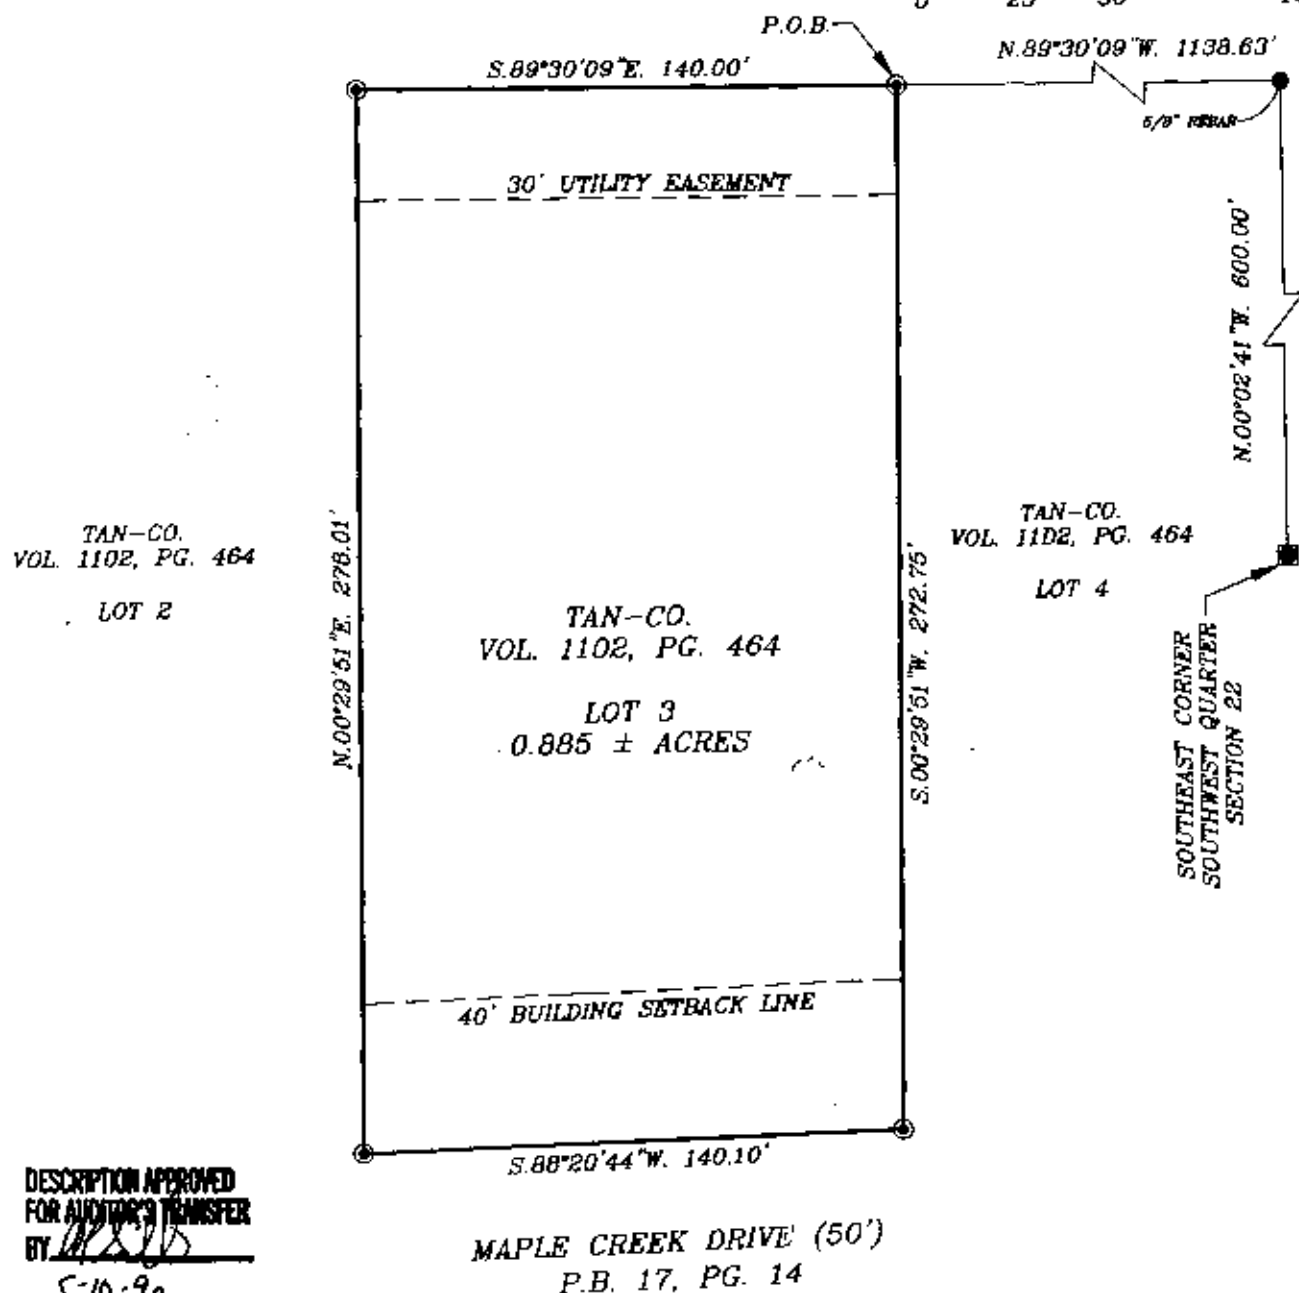 P.O.B.
N.89°30'09"W. 1138.63'
S.89°30'09"E. 140.00'
5/8" REBAR
30' UTILITY EASEMENT
N.00°02'41"W. 600.00'
TAN-CO.
VOL. 1102, PG. 464
LOT 2
N.00°29'51"E. 278.01'
TAN-CO.
VOL. 1102, PG. 464
LOT 3
0.885 ± ACRES
S.00°29'51"W. 272.75'
TAN-CO.
VOL. 1102, PG. 464
LOT 4
SOUTHEAST CORNER
SOUTHWEST QUARTER
SECTION 22
40' BUILDING SETBACK LINE
S.88°20'44"W. 140.10'
DESCRIPTION APPROVED
FOR AUDITOR'S TRANSFER
BY
MAPLE CREEK DRIVE (50')
P.B. 17, PG. 14